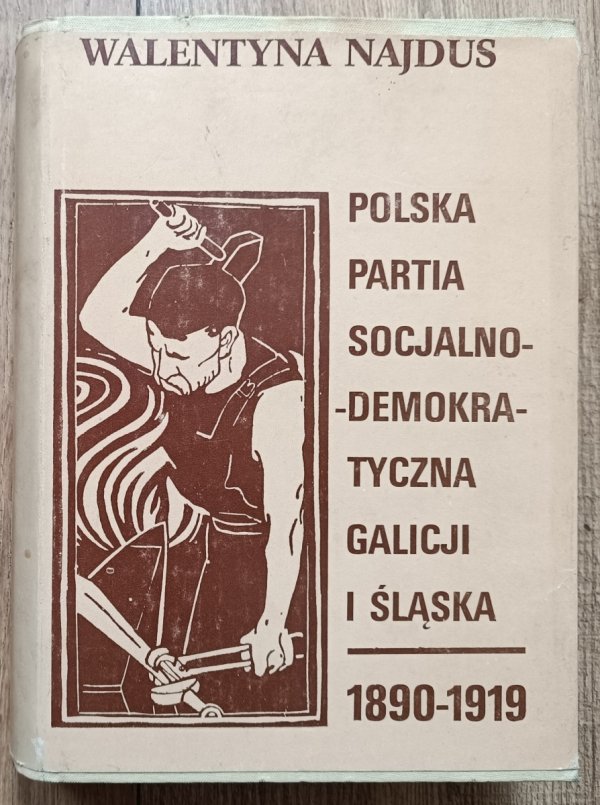 WALENTYNA NAJDUS
POLSKA
PARTIA
SOCJALNO-
-DEMOKRA-
TYCZNA
GALICJI
I ŚLĄSKA
1890-1919